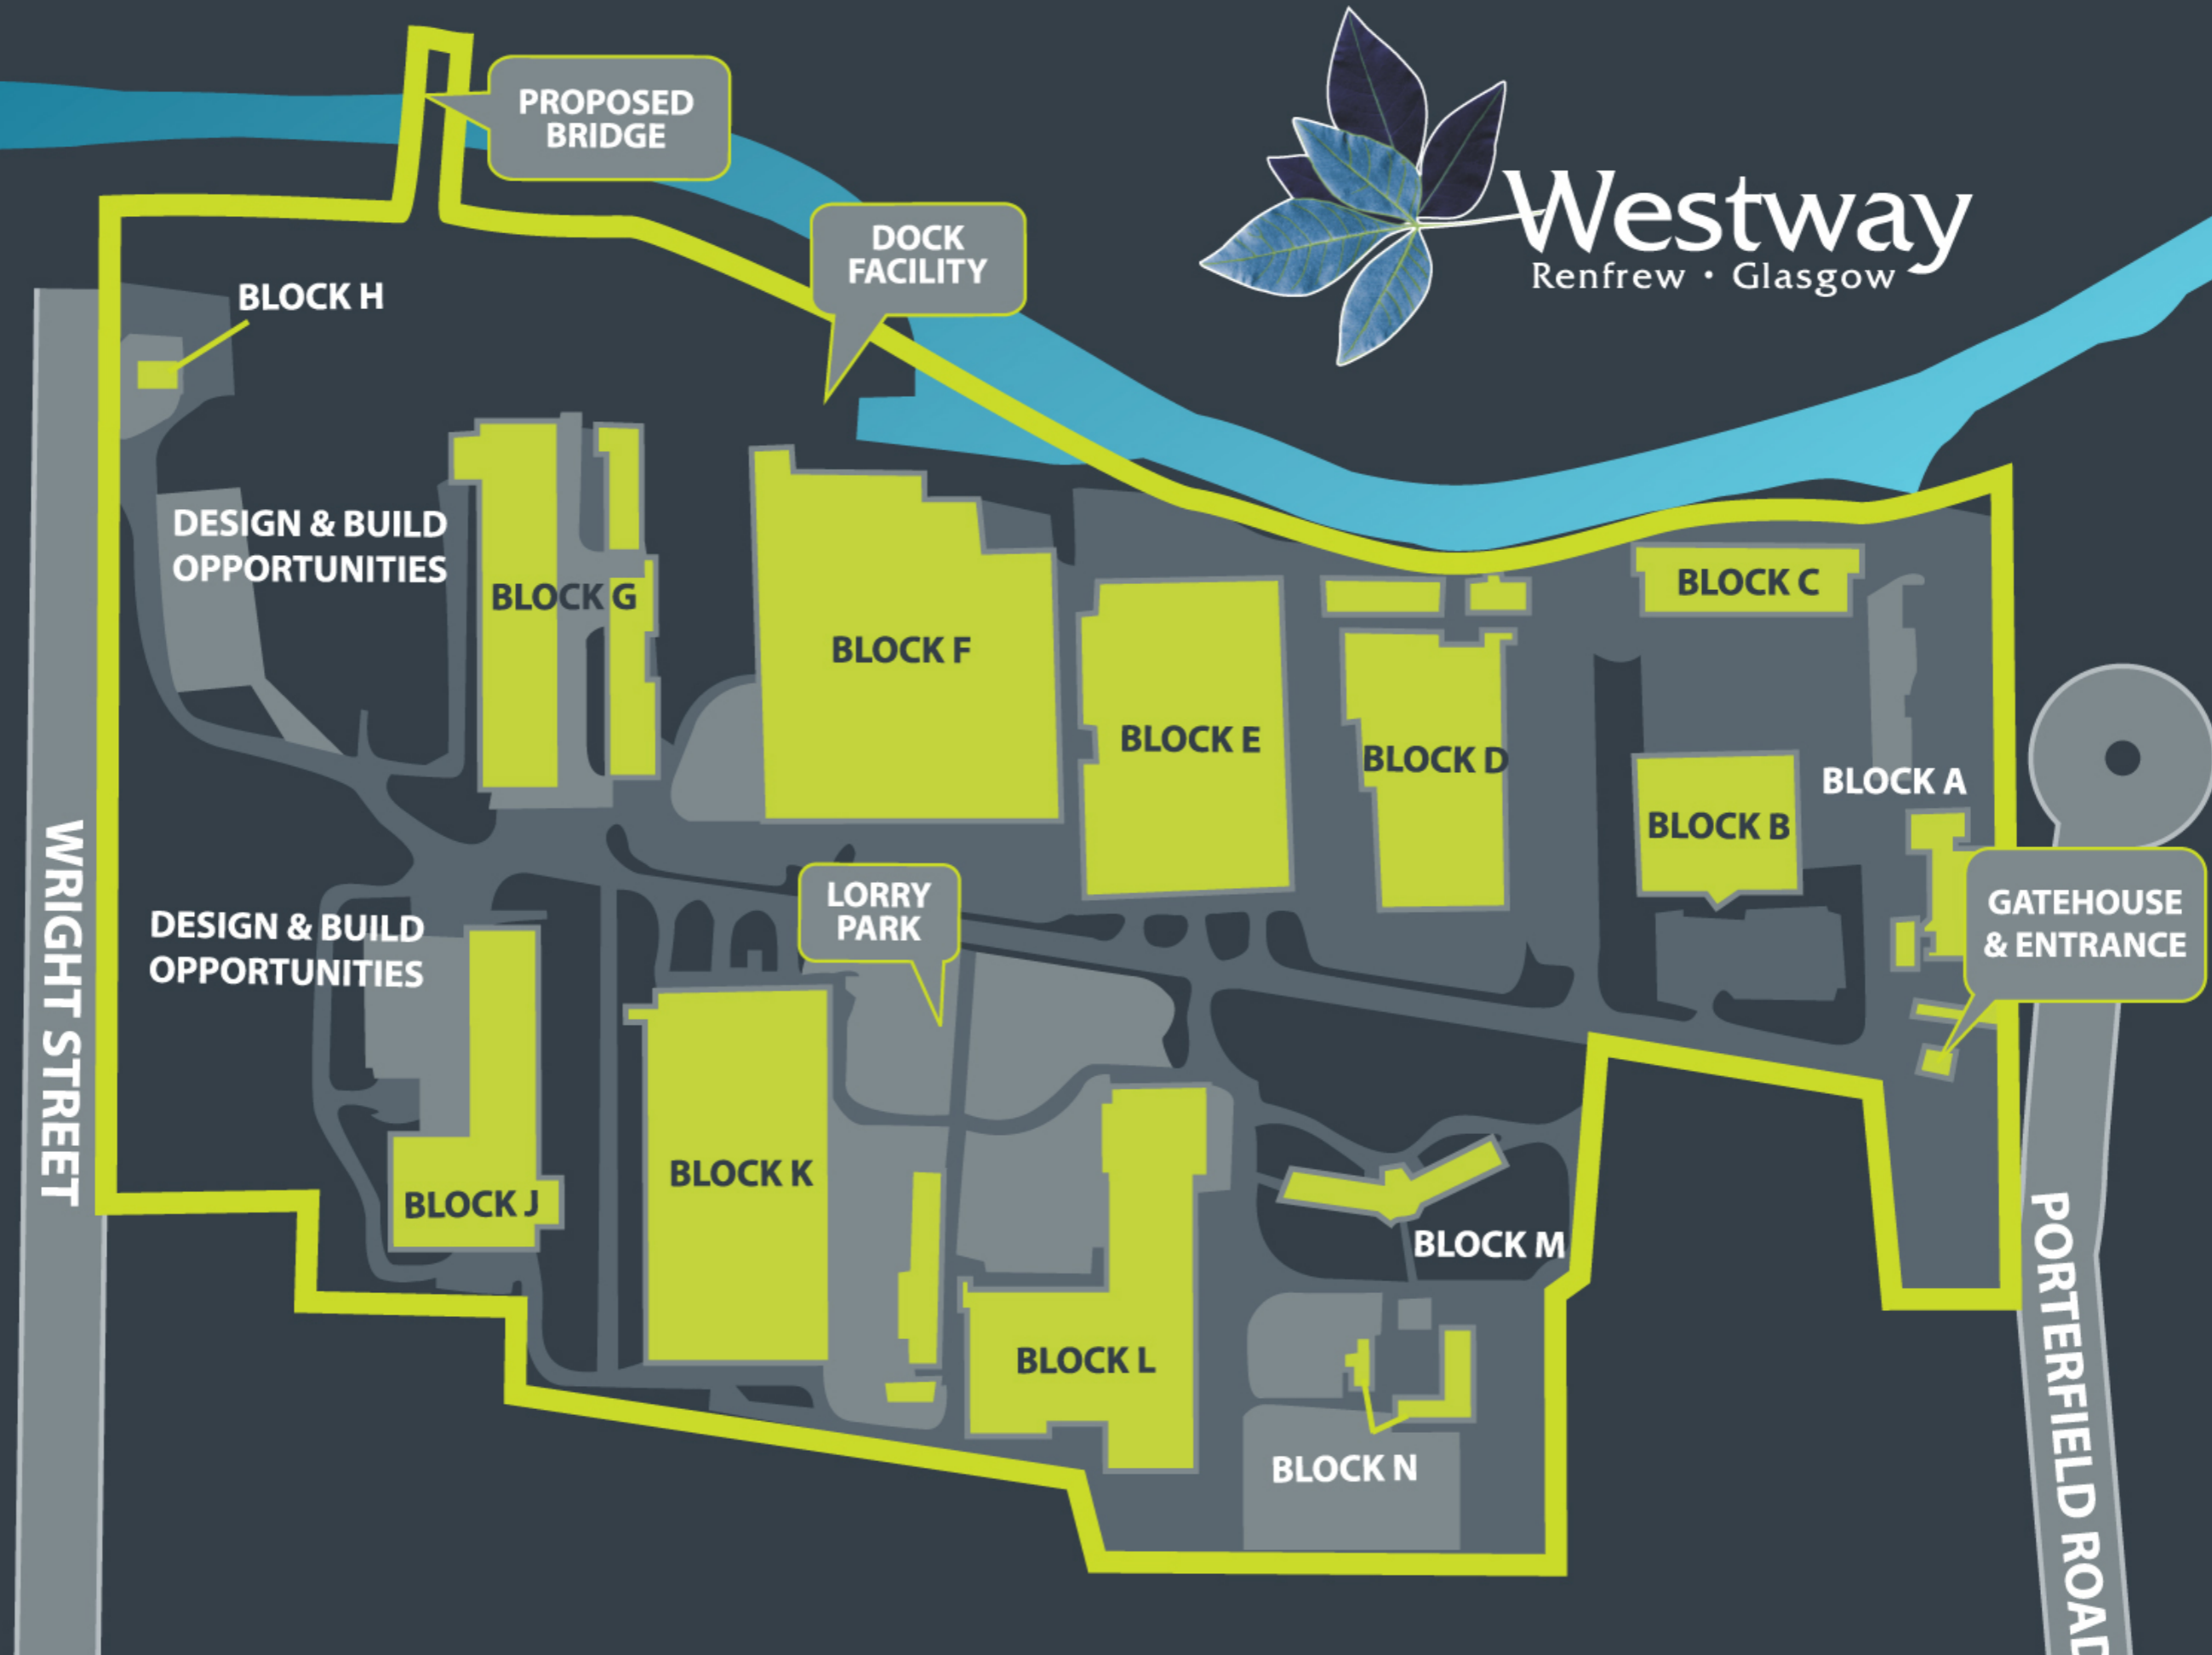 PROPOSED
BRIDGE
Westway
Renfrew • Glasgow
DOCK
FACILITY
BLOCK H
DESIGN & BUILD
OPPORTUNITIES
BLOCK G
BLOCK F
BLOCK E
BLOCK D
BLOCK C
BLOCK B
BLOCK A
GATEHOUSE
& ENTRANCE
LORRY
PARK
DESIGN & BUILD
OPPORTUNITIES
WRIGHT STREET
BLOCK J
BLOCK K
BLOCK L
BLOCK M
BLOCK N
PORTERFIELD ROAD